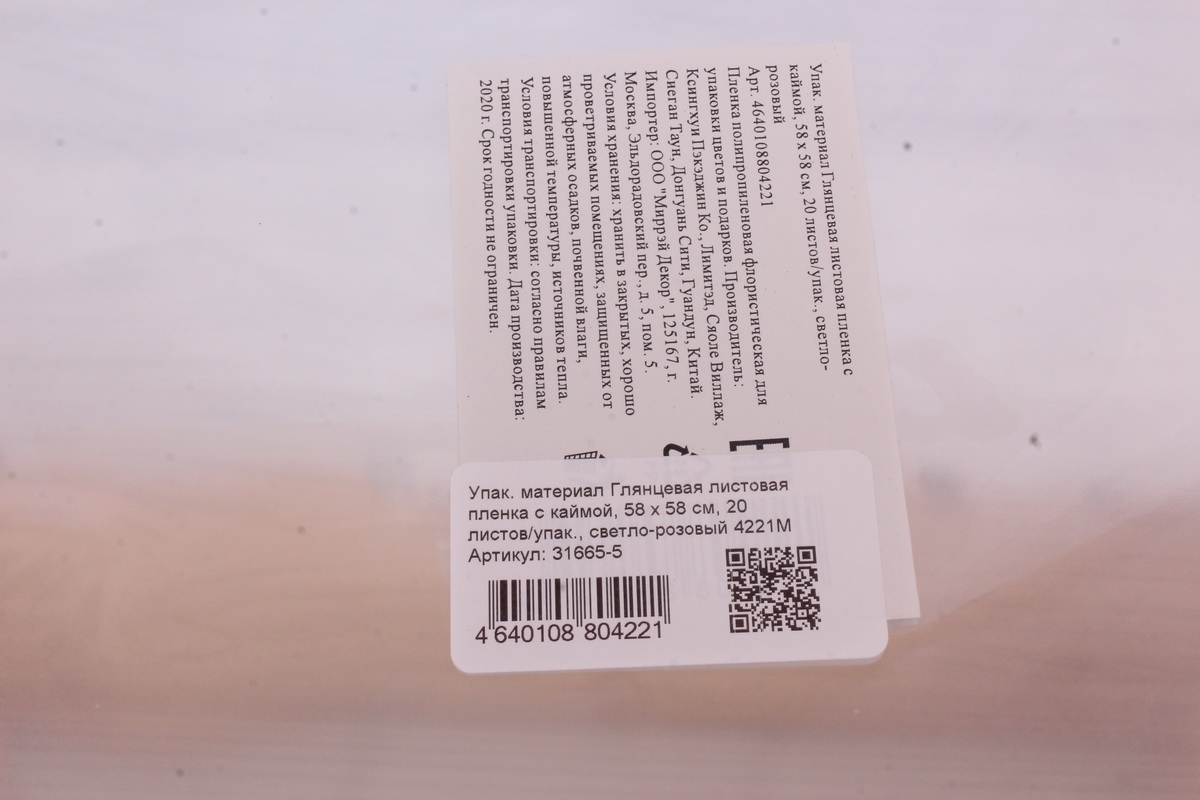 Упак. материал Глянцевая листовая пленка с
каймой, 58 x 58 см, 20 листов/упак., светло-
розовый
Арт. 4640108804221
Пленка полипропиленовая флористическая для
упаковки цветов и подарков. Производитель:
Ксингхуи Пэкэджин Ко., Лимитэд, Сяоле Виллаж,
Сиеган Таун, Донгуань Сити, Гуандун, Китай.
Импортер: ООО "Миррэй Декор", 125167, г.
Москва, Эльдорадовский пер., д. 5, пом. 5.
Условия хранения: хранить в закрытых, хорошо
проветриваемых помещениях, защищенных от
атмосферных осадков, почвенной влаги,
повышенной температуры, источников тепла.
Условия транспортировки: согласно правилам
транспортировки упаковки. Дата производства:
2020 г. Срок годности не ограничен.
Упак. материал Глянцевая листовая
пленка с каймой, 58 x 58 см, 20
листов/упак., светло-розовый 4221М
Артикул: 31665-5
4 640108 804221